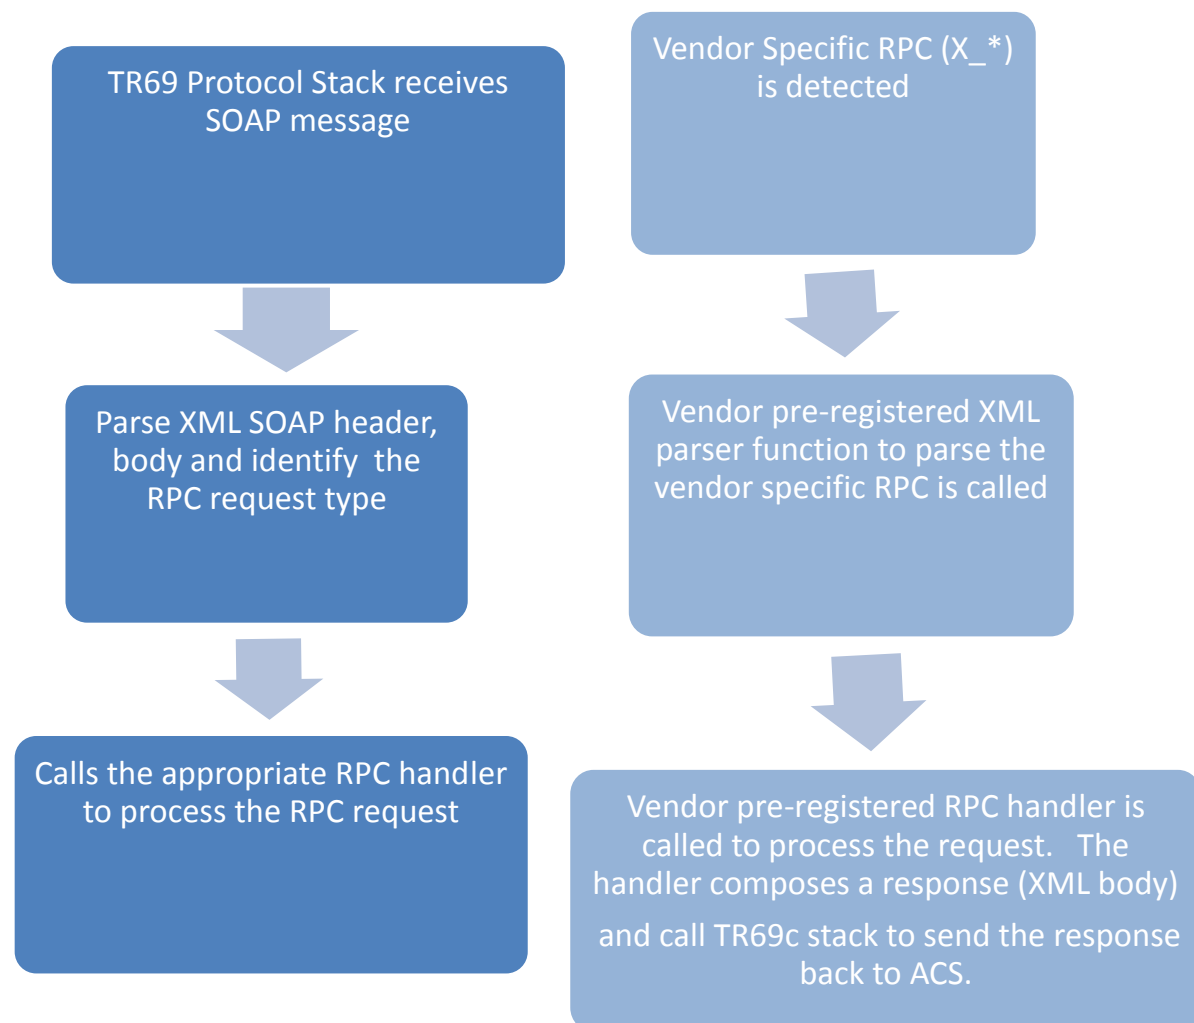 TR69 Protocol Stack receives
SOAP message
Parse XML SOAP header,
body and identify the
RPC request type
Calls the appropriate RPC handler
to process the RPC request
Vendor Specific RPC (X_*)
is detected
Vendor pre-registered XML
parser function to parse the
vendor specific RPC is called
Vendor pre-registered RPC handler is
called to process the request. The
handler composes a response (XML body)
and call TR69c stack to send the response
back to ACS.